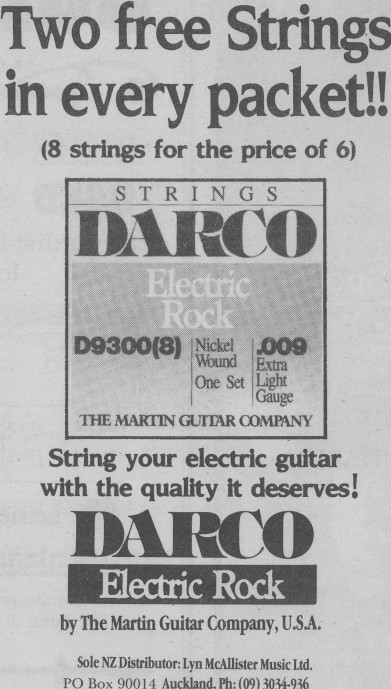 Two free Strings
in every packet!!
(8 strings for the price of 6)
STRINGS
DARCO
Electric
Rock
D9300(8)
Nickel
Wound
One Set
.009
Extra
Light
Gauge
THE MARTIN GUITAR COMPANY
String your electric guitar
with the quality it deserves!
DARCO
Electric Rock
by The Martin Guitar Company, U.S.A.
Sole NZ Distributor: Lyn McAllister Music Ltd.
PO Box 90014 Auckland. Ph: (09) 3034-936